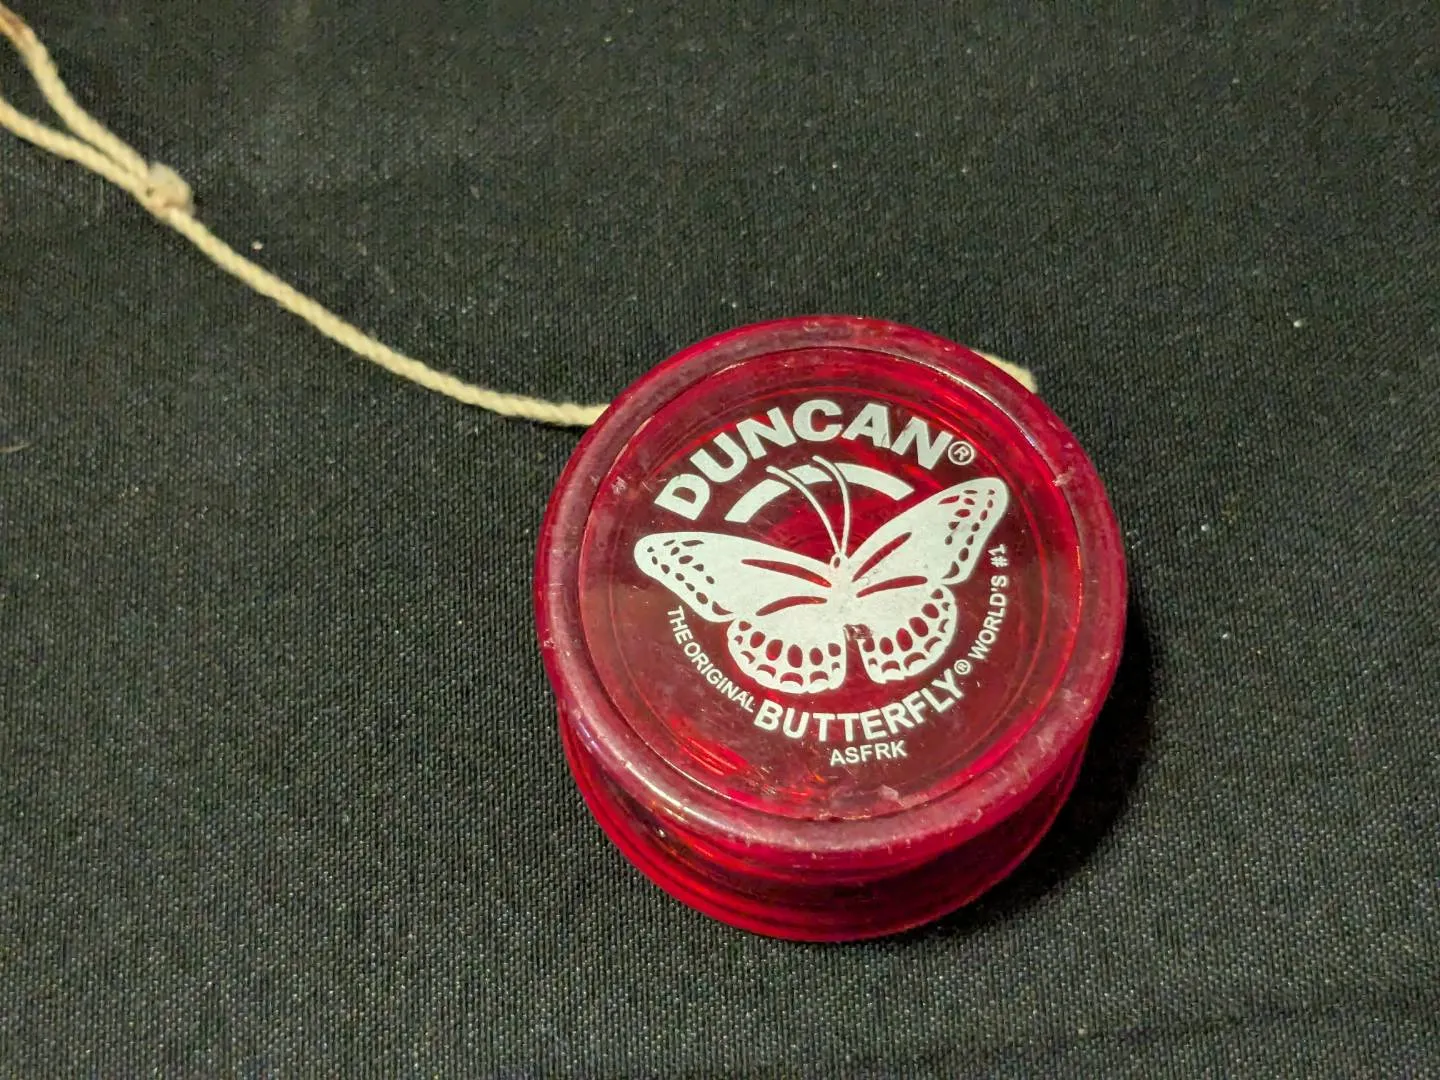 DUNCAN®
THE ORIGINAL BUTTERFLY® WORLD'S #1
ASFRK